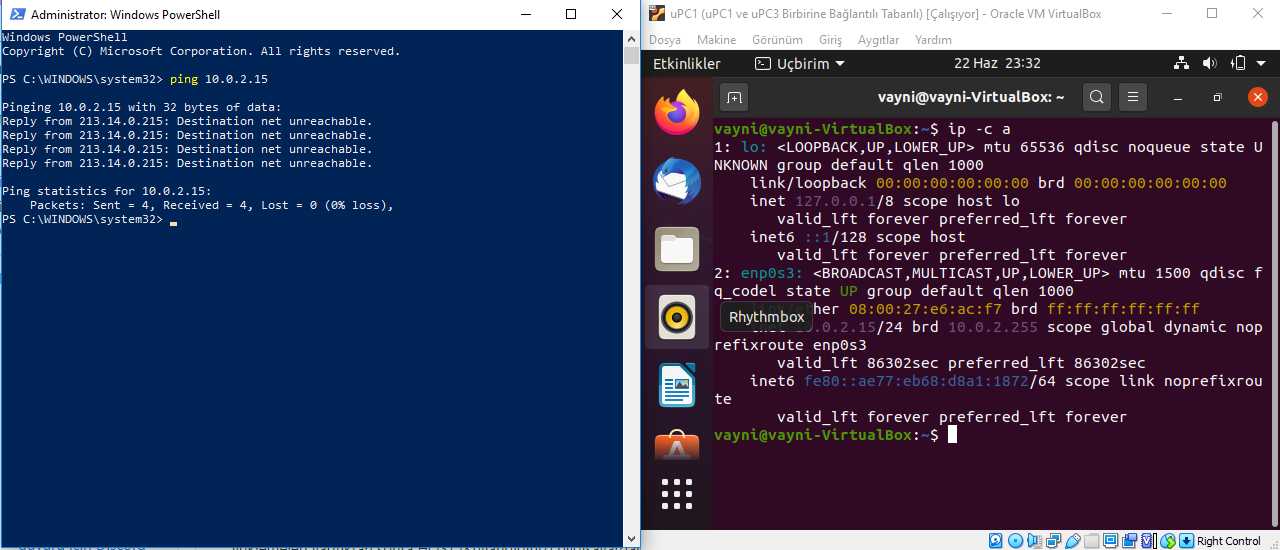 Administrator: Windows PowerShell
Windows PowerShell
Copyright (C) Microsoft Corporation. All rights reserved.
PS C:\WINDOWS\system32> ping 10.0.2.15
Pinging 10.0.2.15 with 32 bytes of data:
Reply from 213.14.0.215: Destination net unreachable.
Reply from 213.14.0.215: Destination net unreachable.
Reply from 213.14.0.215: Destination net unreachable.
Reply from 213.14.0.215: Destination net unreachable.
Ping statistics for 10.0.2.15:
Packets: Sent = 4, Received = 4, Lost = 0 (0% loss),
PS C:\WINDOWS\system32>
uPC1 (uPC1 ve uPC3 Birbirine Bağlantılı Tabanlı) [Çalışıyor] - Oracle VM VirtualBox
Dosya Makine Görünüm Giriş Aygıtlar Yardım
Etkinlikler Uçbirim 22 Haz 23:32
vayni@vayni-VirtualBox: ~
vayni@vayni-VirtualBox:~$ ip -c a
1: lo: <LOOPBACK,UP,LOWER_UP> mtu 65536 qdisc noqueue state U
NKNOWN group default qlen 1000
link/loopback 00:00:00:00:00:00 brd 00:00:00:00:00:00
inet 127.0.0.1/8 scope host lo
valid_lft forever preferred_lft forever
inet6 ::1/128 scope host
valid_lft forever preferred_lft forever
2: enp0s3: <BROADCAST,MULTICAST,UP,LOWER_UP> mtu 1500 qdisc f
q_codel state UP group default qlen 1000
link/ether 08:00:27:e6:ac:f7 brd ff:ff:ff:ff:ff:ff
Rhythmbox
inet 10.0.2.15/24 brd 10.0.2.255 scope global dynamic nop
refixroute enp0s3
valid_lft 86302sec preferred_lft 86302sec
inet6 fe80::ae77:eb68:d8a1:1872/64 scope link noprefixrou
te
valid_lft forever preferred_lft forever
vayni@vayni-VirtualBox:~$
Right Control